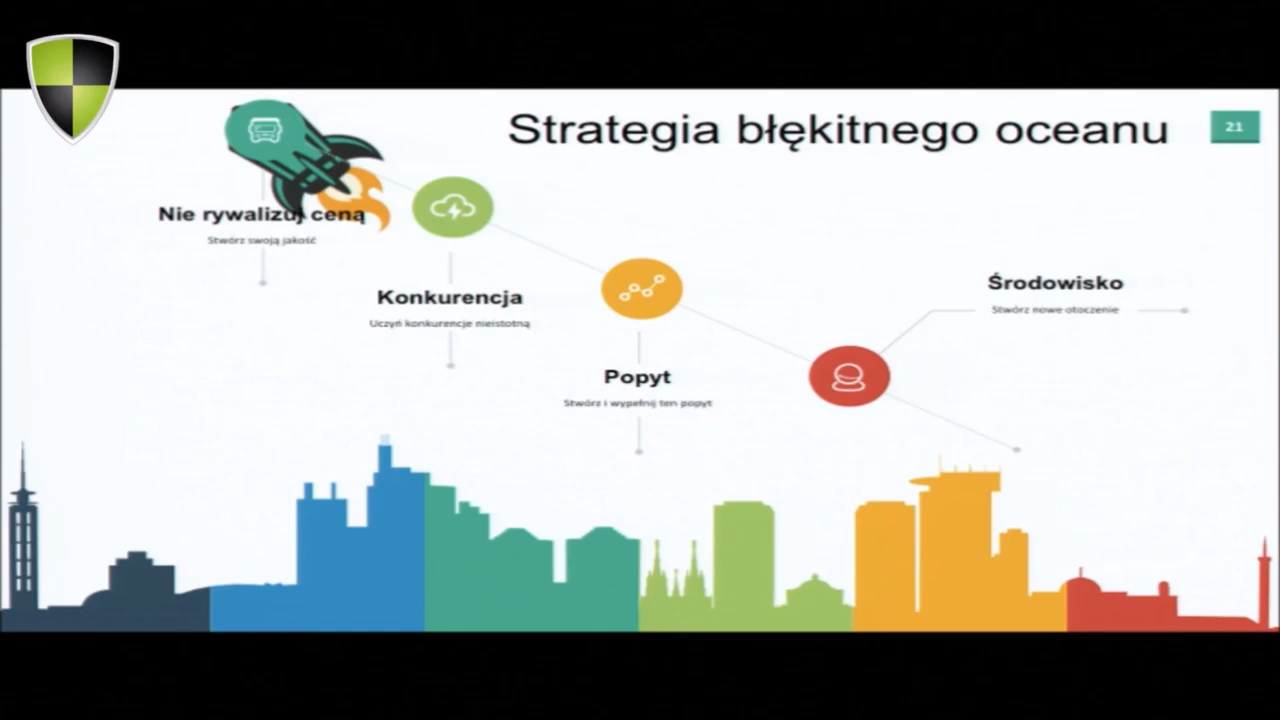 Strategia błękitnego oceanu
21
Nie rywalizuj ceną
Stwórz swoją jakość
Konkurencja
Uczyń konkurencje nieistotną
Popyt
Stwórz i wypełnij ten popyt
Środowisko
Stwórz nowe otoczenie